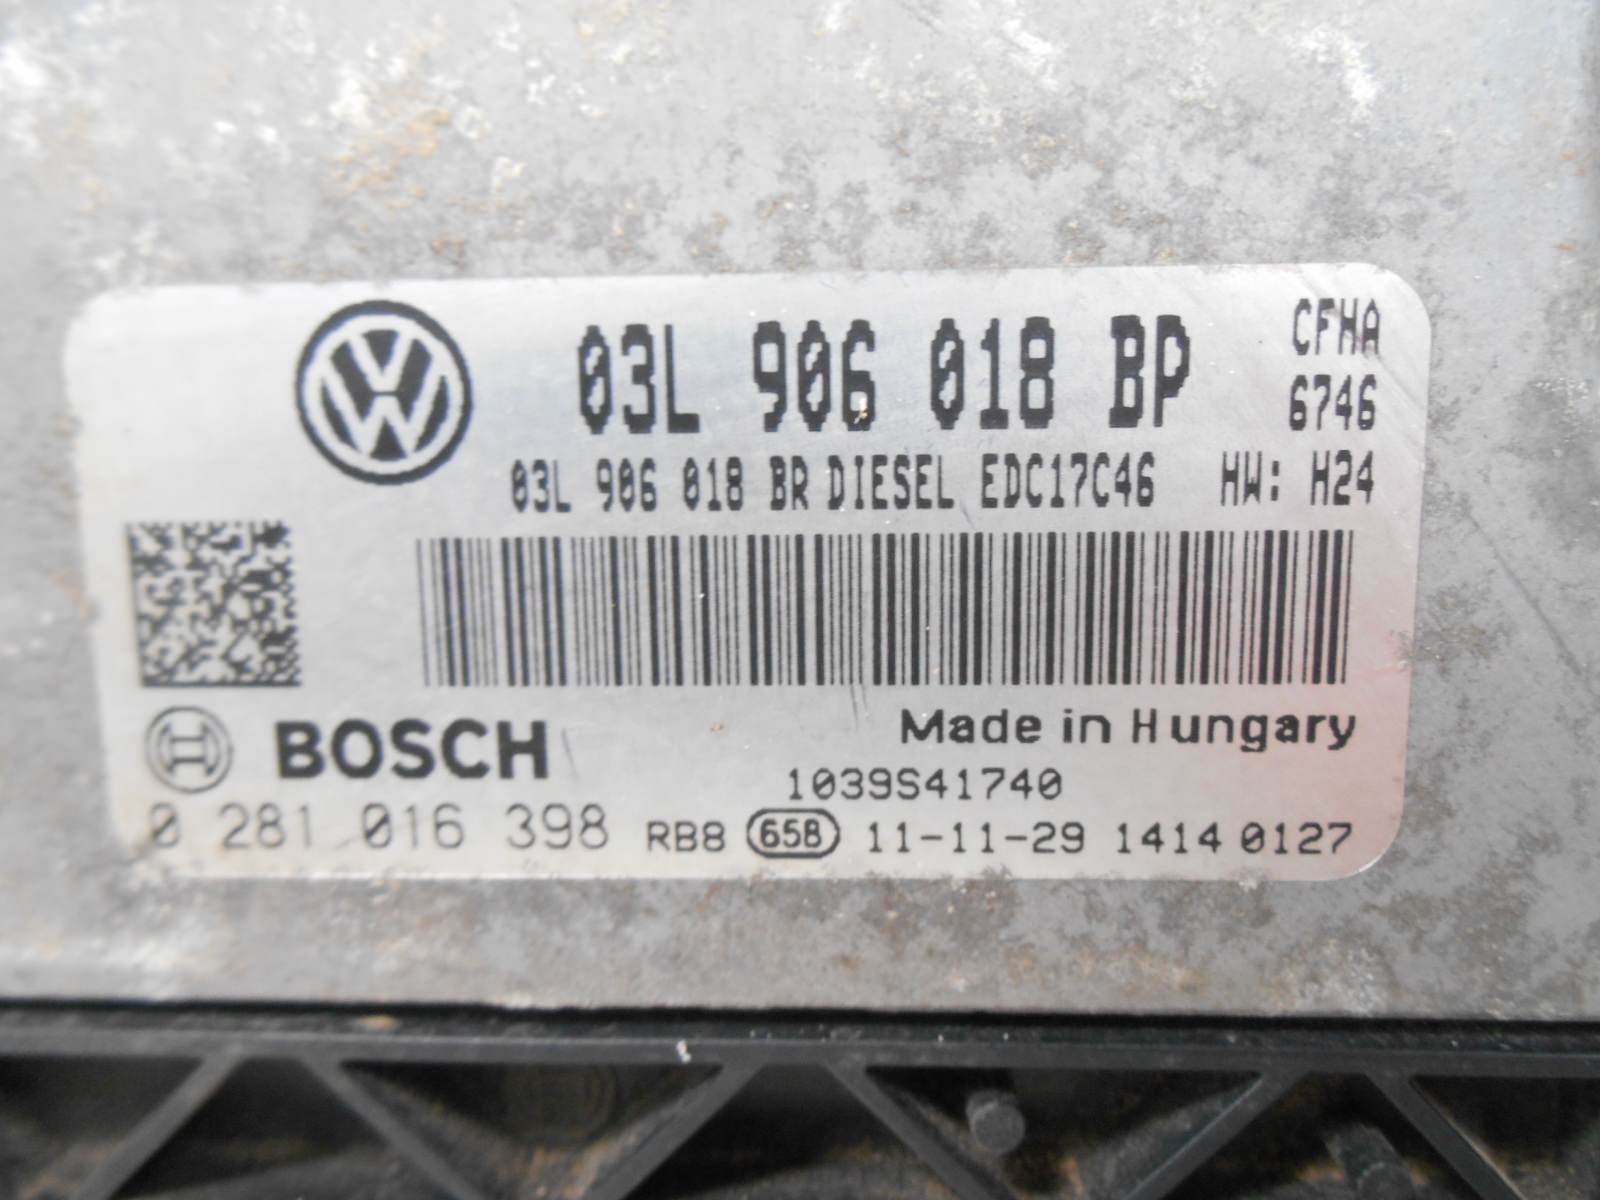 03L 906 018 BP CFHA
6746
03L 906 018 BR DIESEL EDC17C46 HW: H24
BOSCH
Made in Hungary
1039S41740
0 281 016 398 RB8 65B 11-11-29 1414 0127